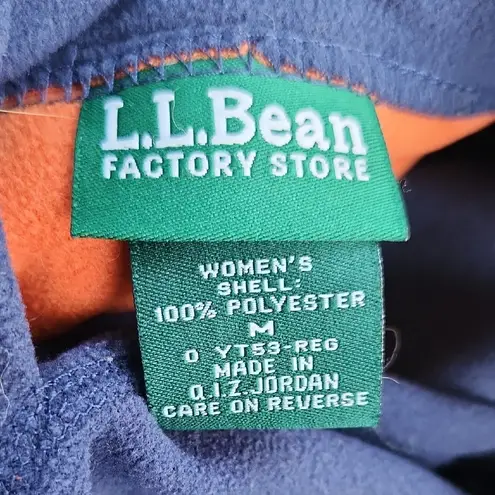 L.L.Bean
FACTORY STORE
WOMEN'S
SHELL:
100% POLYESTER
M
0 YT53-REG
MADE IN
Q.I.Z.JORDAN
CARE ON REVERSE